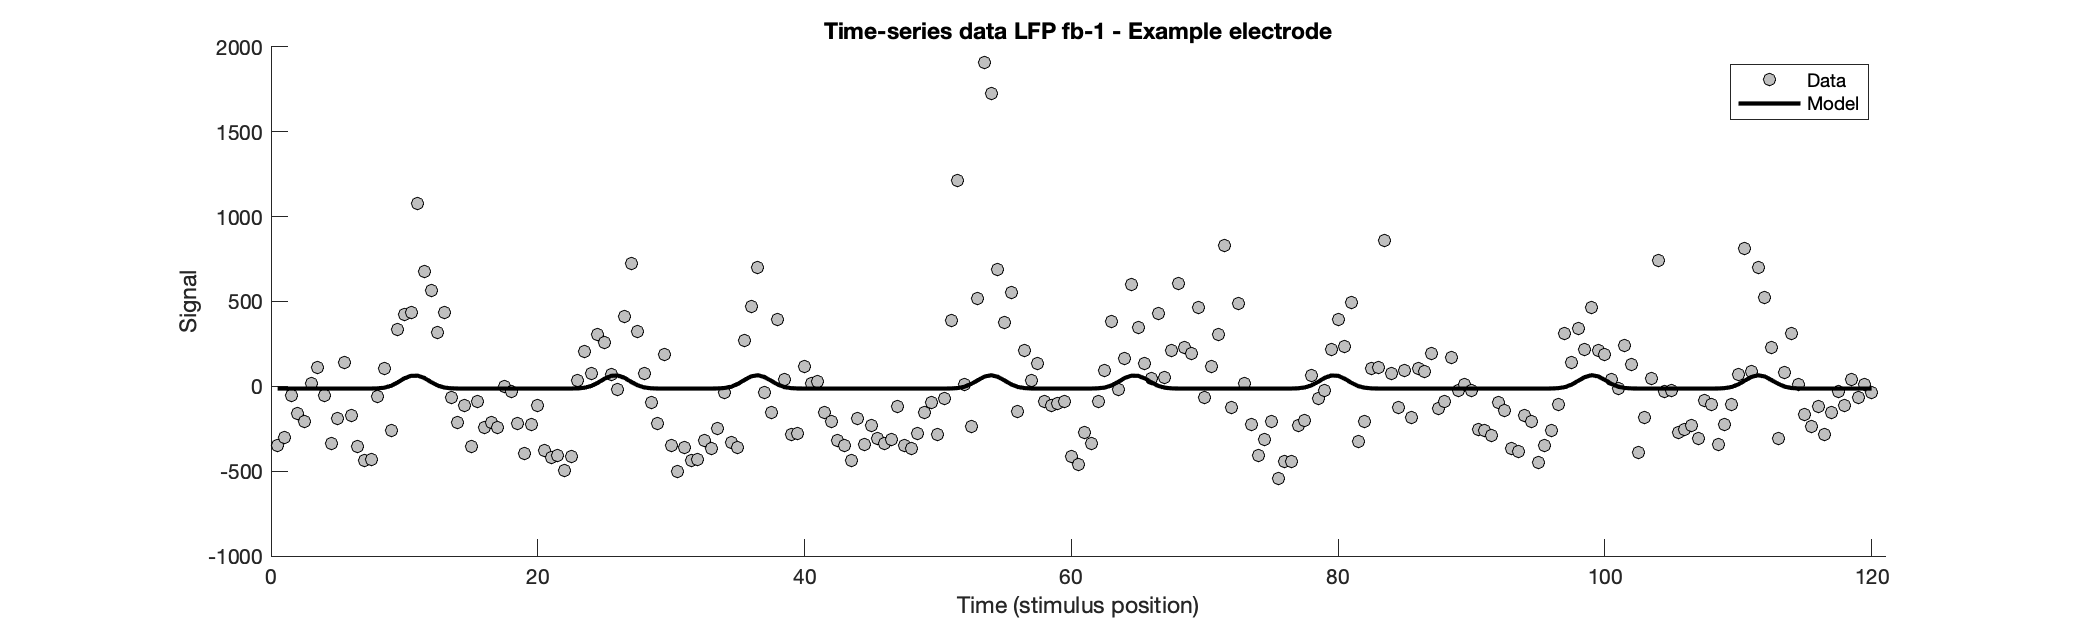 Time-series data LFP fb-1 - Example electrode
2000
1500
1000
500
0
-500
-1000
Signal
Data
Model
0 20 40 60 80 100 120
Time (stimulus position)